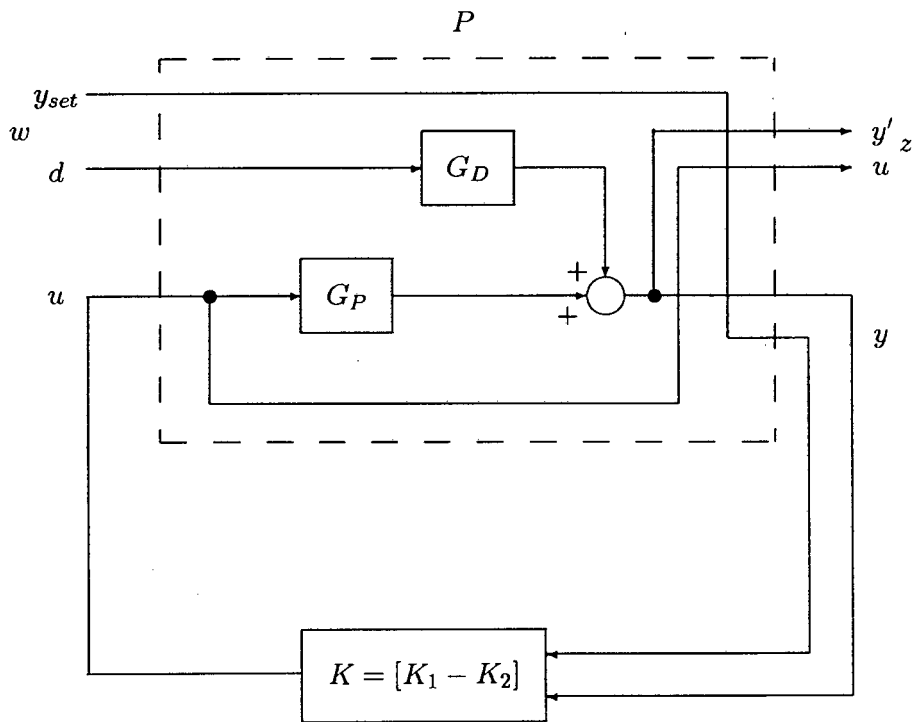 P
y_set
w
d
G_D
y'
z
u
u
G_P
+
+
y
K = [K_1 - K_2]